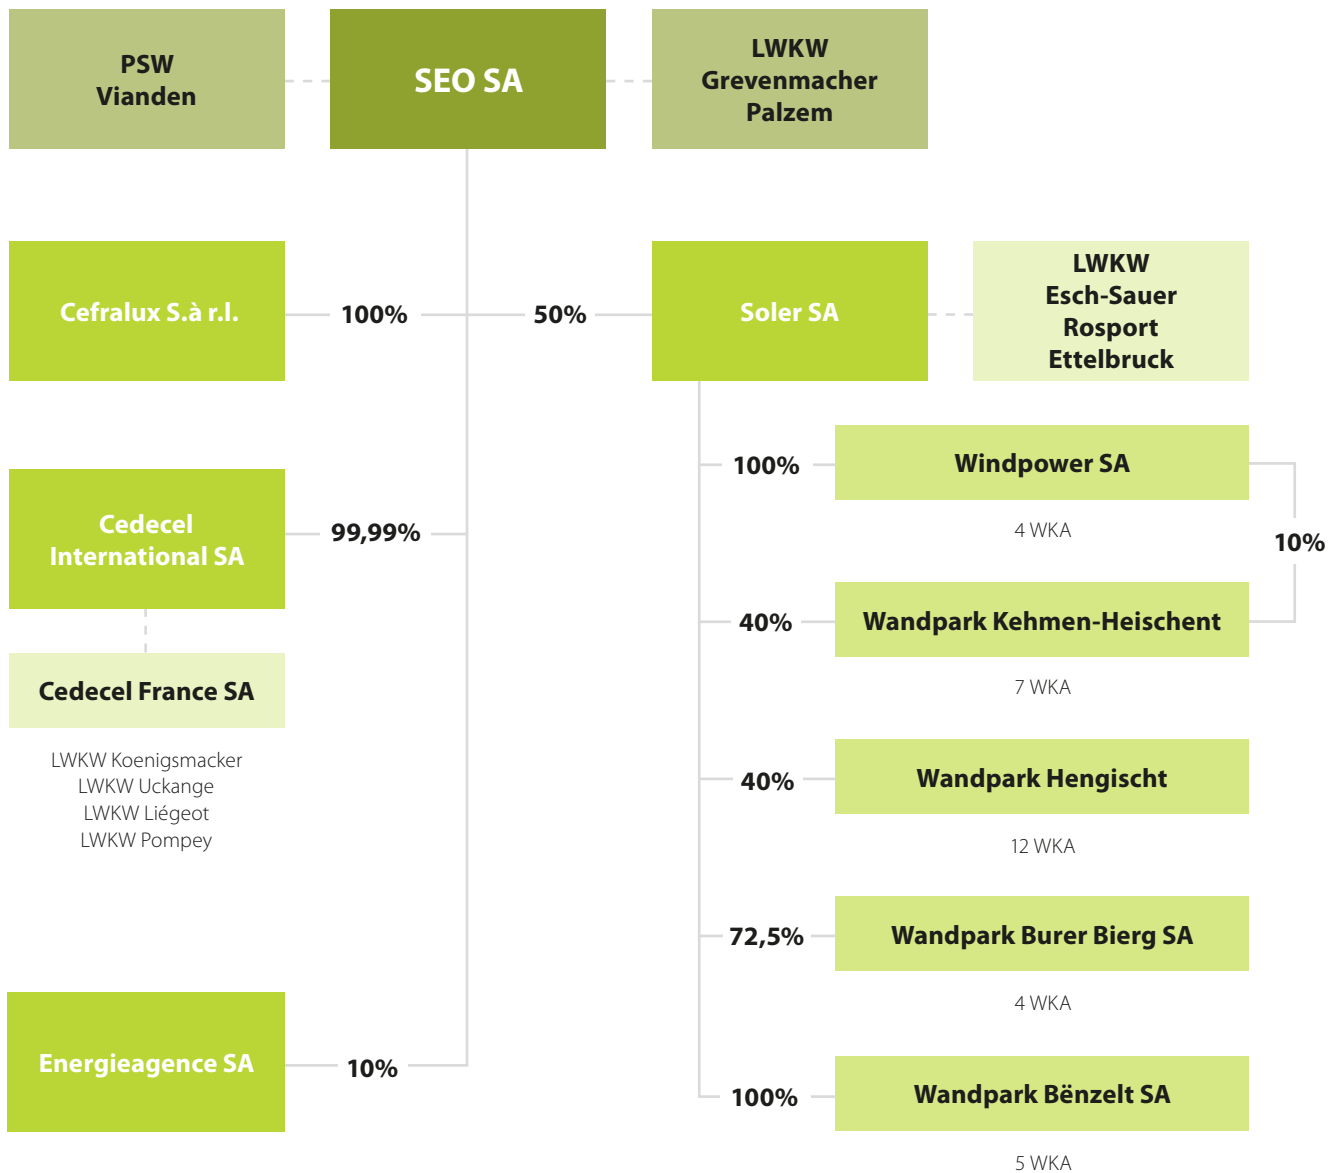 PSW
Vianden
SEO SA
LWKW
Grevenmacher
Palzem
Cefralux S.à r.l.
100%
50%
Soler SA
LWKW
Esch-Sauer
Rosport
Ettelbruck
100%
Windpower SA
4 WKA
10%
Cedecel
International SA
99,99%
40%
Wandpark Kehmen-Heischent
7 WKA
Cedecel France SA
LWKW Koenigsmacker
LWKW Uckange
LWKW Liégeot
LWKW Pompey
40%
Wandpark Hengischt
12 WKA
72,5%
Wandpark Burer Bierg SA
4 WKA
Energieagence SA
10%
100%
Wandpark Bënzelt SA
5 WKA